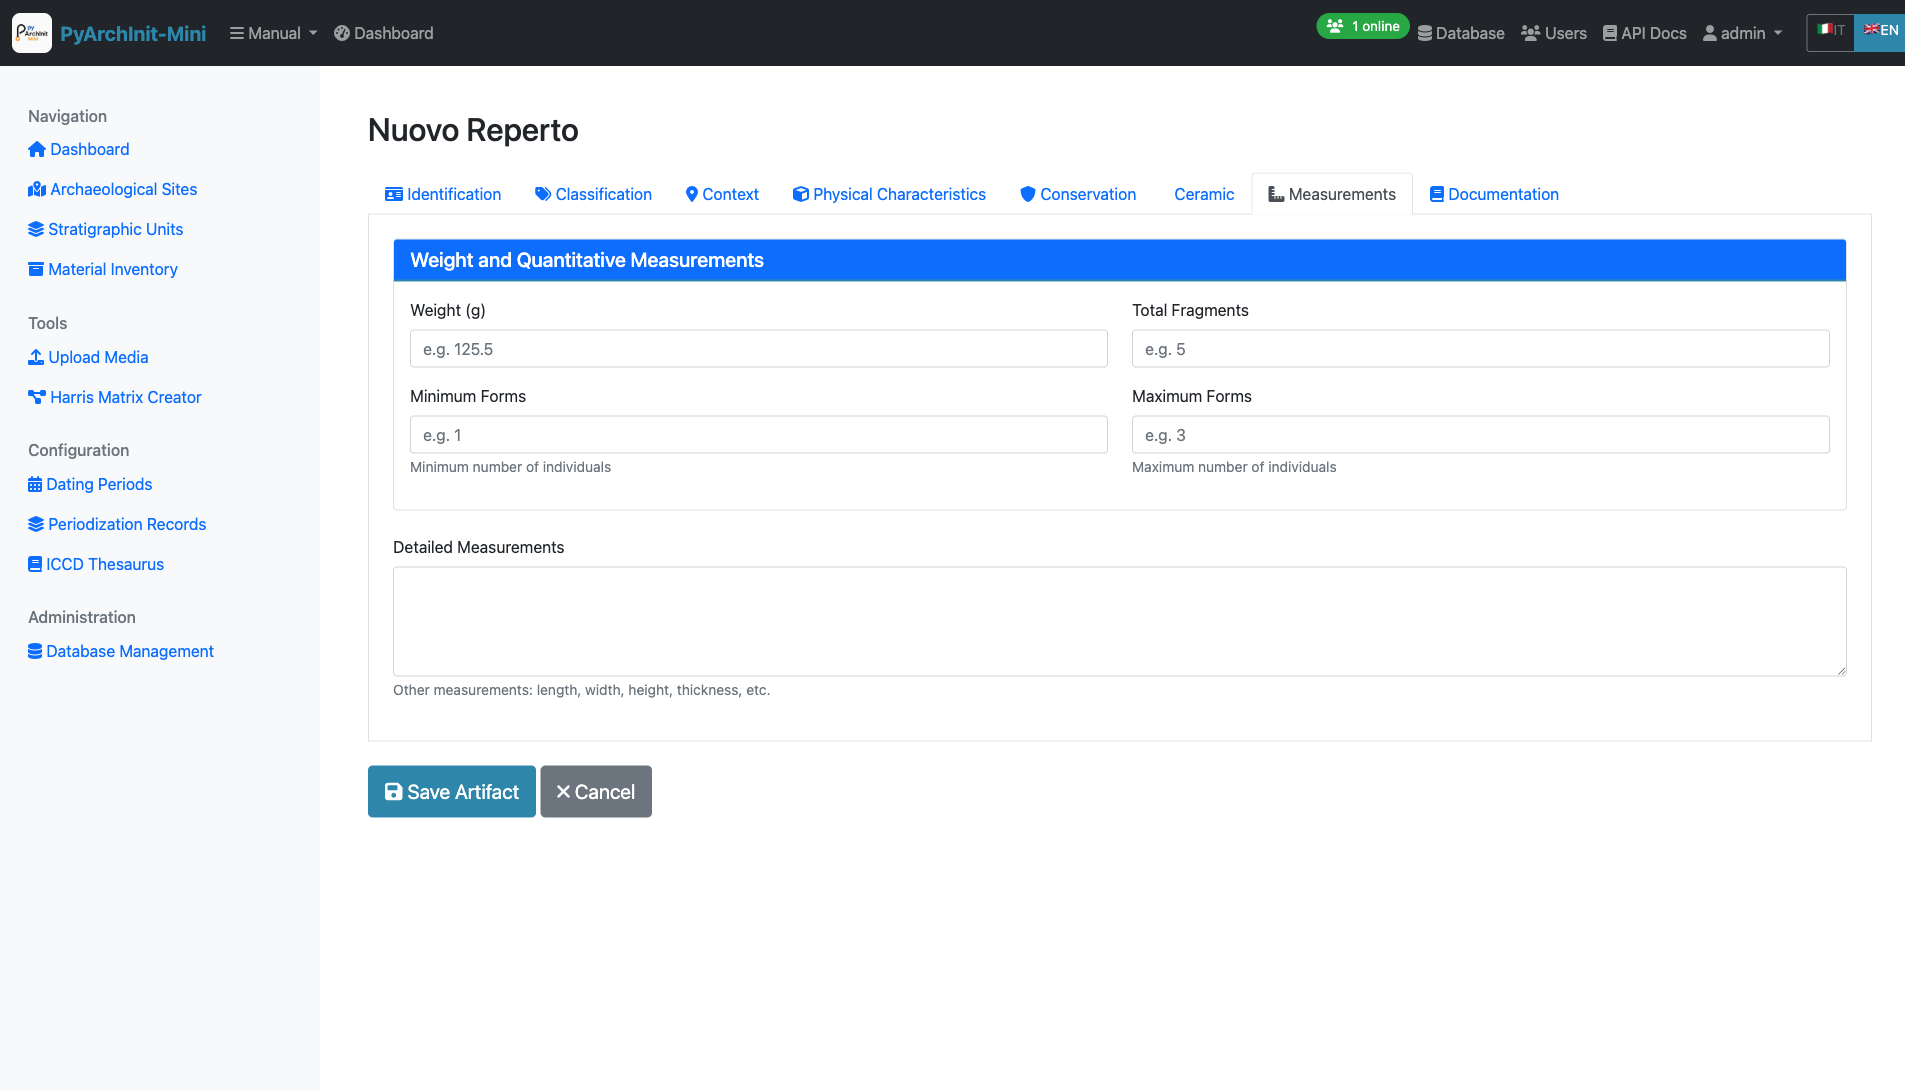 PyArchInit-Mini
Manual
Dashboard
1 online
Database
Users
API Docs
admin
IT
EN
Navigation
Dashboard
Archaeological Sites
Stratigraphic Units
Material Inventory
Tools
Upload Media
Harris Matrix Creator
Configuration
Dating Periods
Periodization Records
ICCD Thesaurus
Administration
Database Management
Nuovo Reperto
Identification
Classification
Context
Physical Characteristics
Conservation
Ceramic
Measurements
Documentation
Weight and Quantitative Measurements
Weight (g)
e.g. 125.5
Total Fragments
e.g. 5
Minimum Forms
e.g. 1
Minimum number of individuals
Maximum Forms
e.g. 3
Maximum number of individuals
Detailed Measurements
Other measurements: length, width, height, thickness, etc.
Save Artifact
Cancel